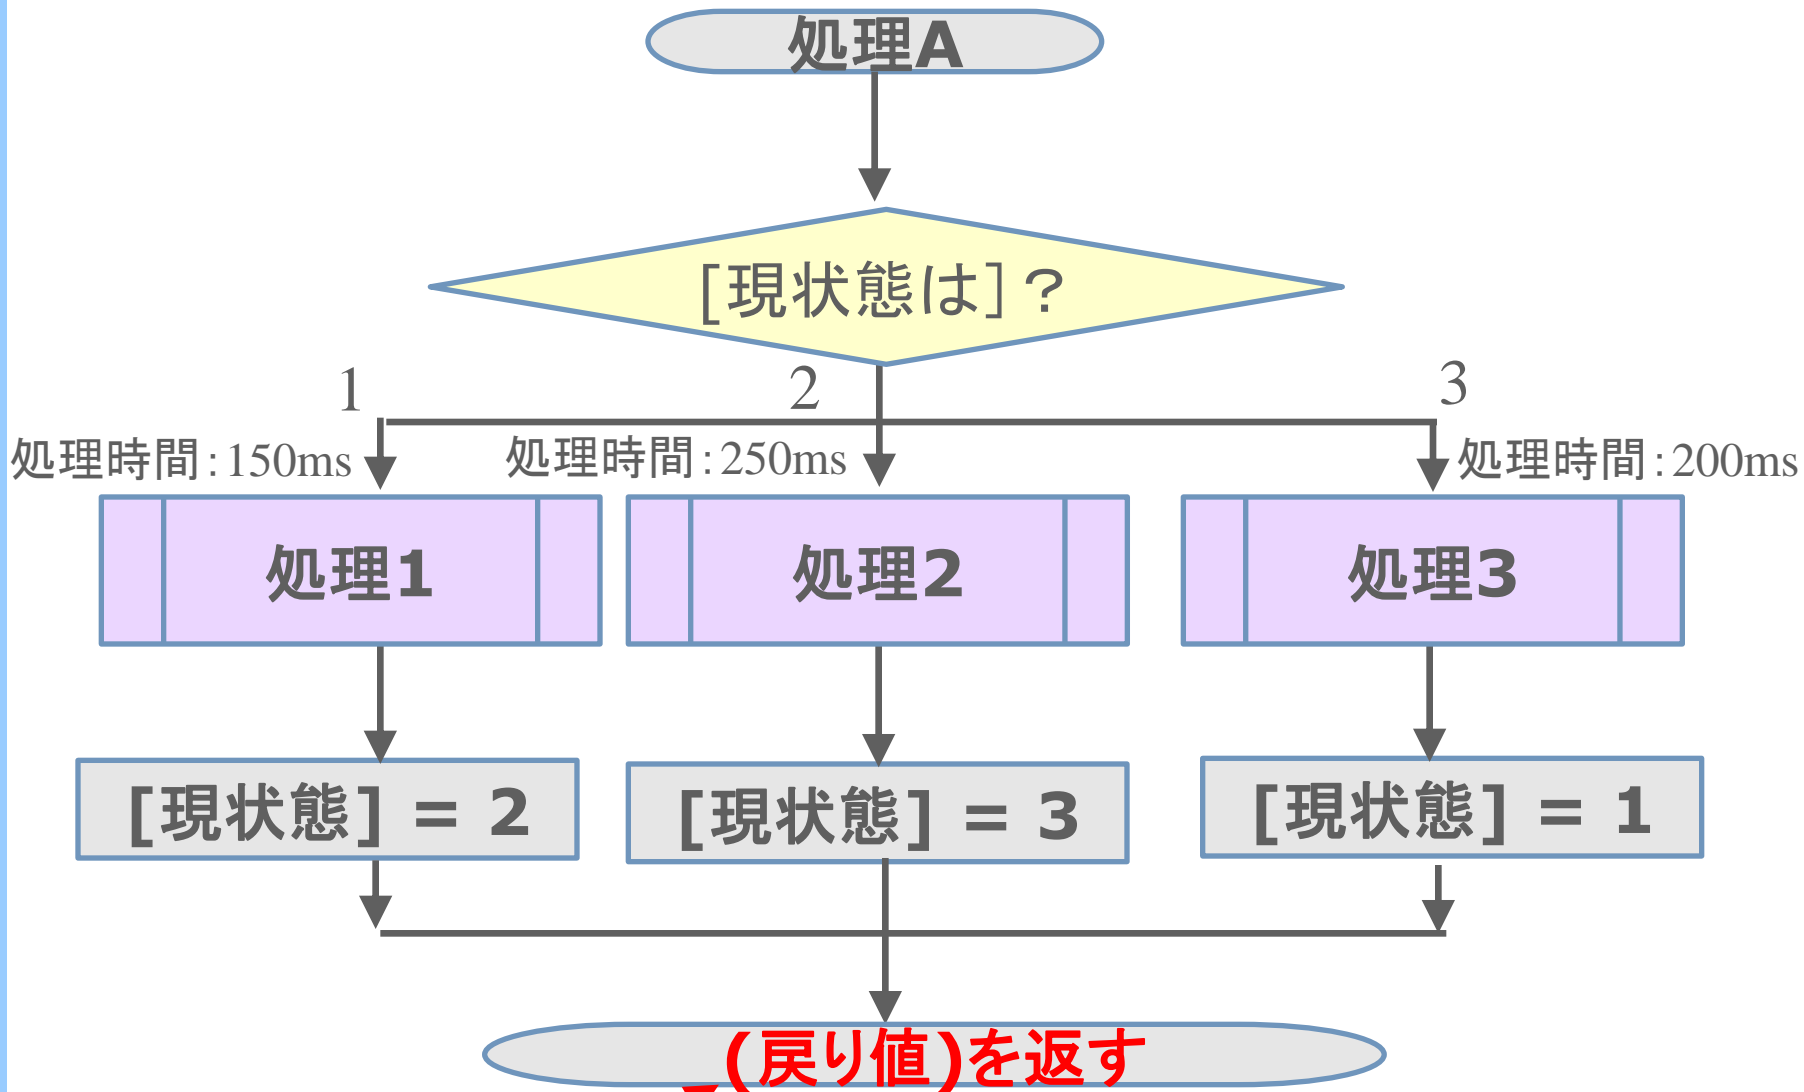 処理A
[現状態は]？
1
2
3
処理時間：150ms
処理時間：250ms
処理時間：200ms
処理1
処理2
処理3
[現状態] = 2
[現状態] = 3
[現状態] = 1
(戻り値)を返す